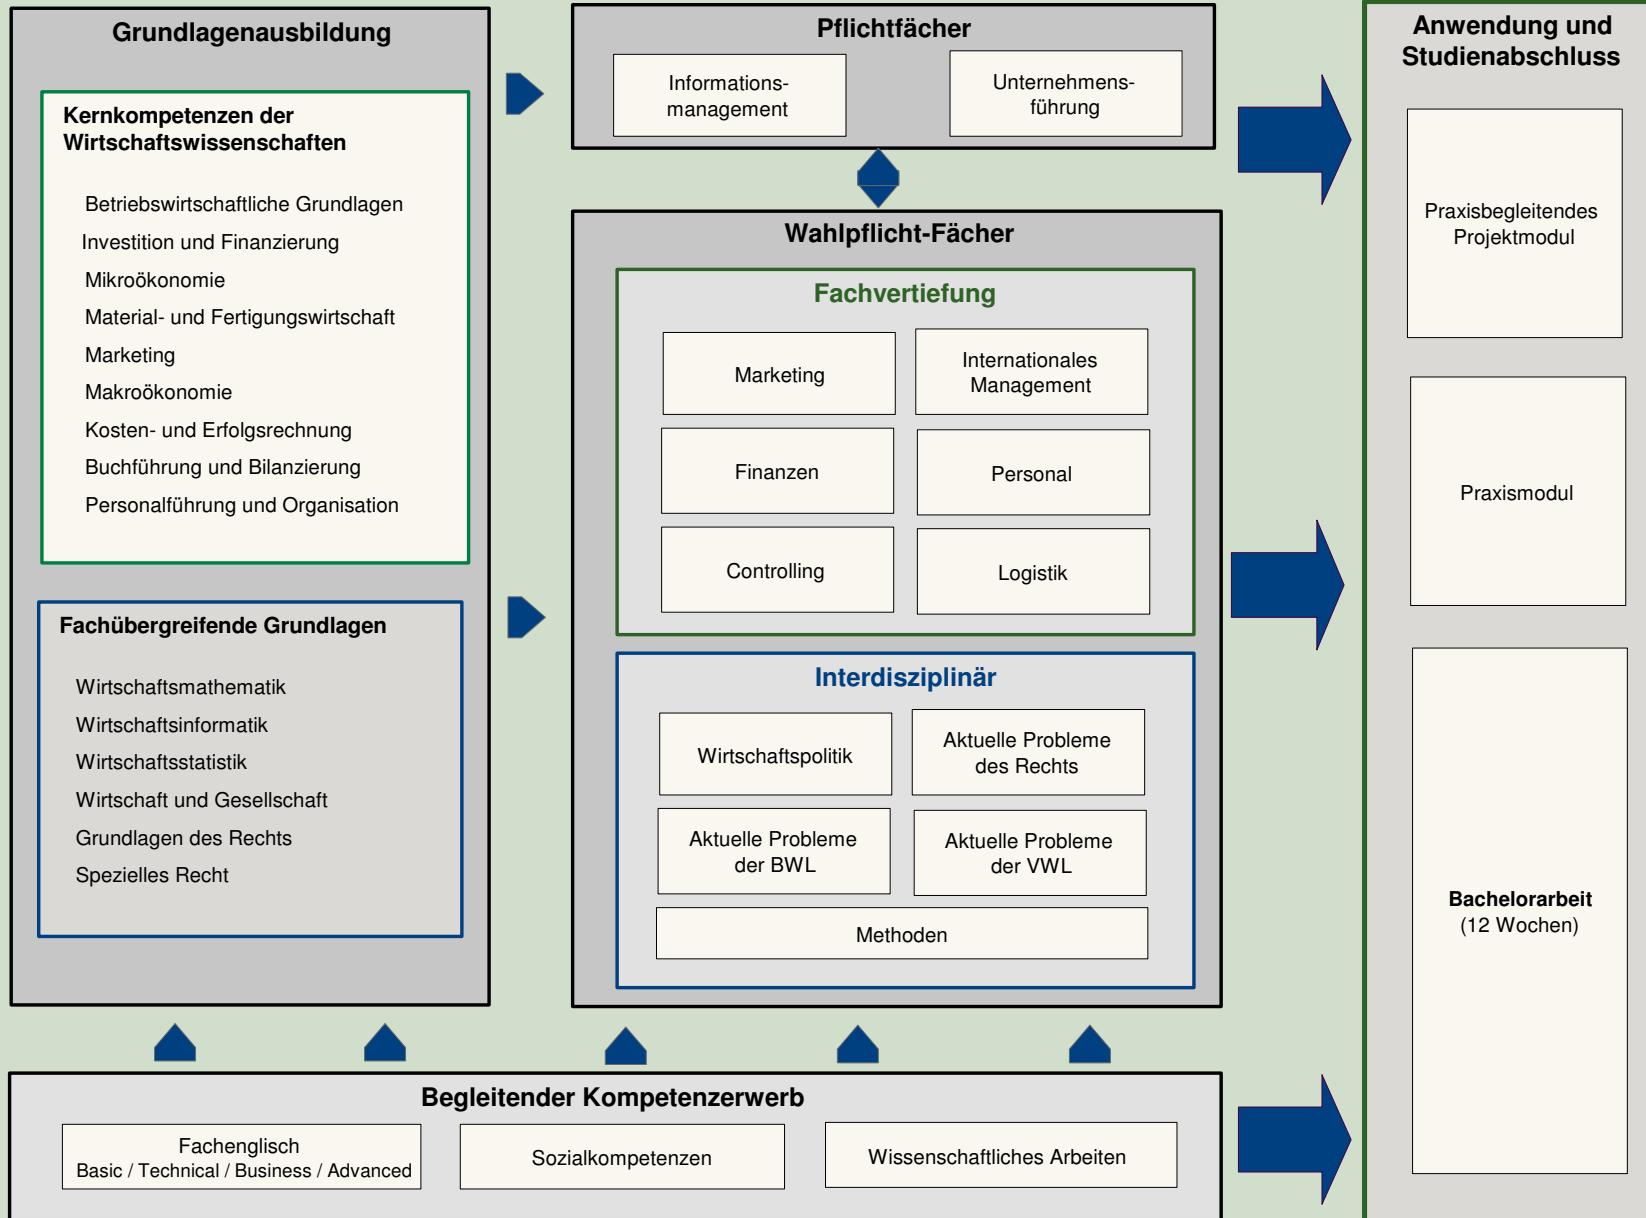 Grundlagenausbildung
Kernkompetenzen der
Wirtschaftswissenschaften
Betriebswirtschaftliche Grundlagen
Investition und Finanzierung
Mikroökonomie
Material- und Fertigungswirtschaft
Marketing
Makroökonomie
Kosten- und Erfolgsrechnung
Buchführung und Bilanzierung
Personalführung und Organisation
Fachübergreifende Grundlagen
Wirtschaftsmathematik
Wirtschaftsinformatik
Wirtschaftsstatistik
Wirtschaft und Gesellschaft
Grundlagen des Rechts
Spezielles Recht
Pflichtfächer
Informations-
management
Unternehmens-
führung
Wahlpflicht-Fächer
Fachvertiefung
Marketing
Internationales
Management
Finanzen
Personal
Controlling
Logistik
Interdisziplinär
Wirtschaftspolitik
Aktuelle Probleme
des Rechts
Aktuelle Probleme
der BWL
Aktuelle Probleme
der VWL
Methoden
Begleitender Kompetenzerwerb
Fachenglisch
Basic / Technical / Business / Advanced
Sozialkompetenzen
Wissenschaftliches Arbeiten
Anwendung und
Studienabschluss
Praxisbegleitendes
Projektmodul
Praxismodul
Bachelorarbeit
(12 Wochen)